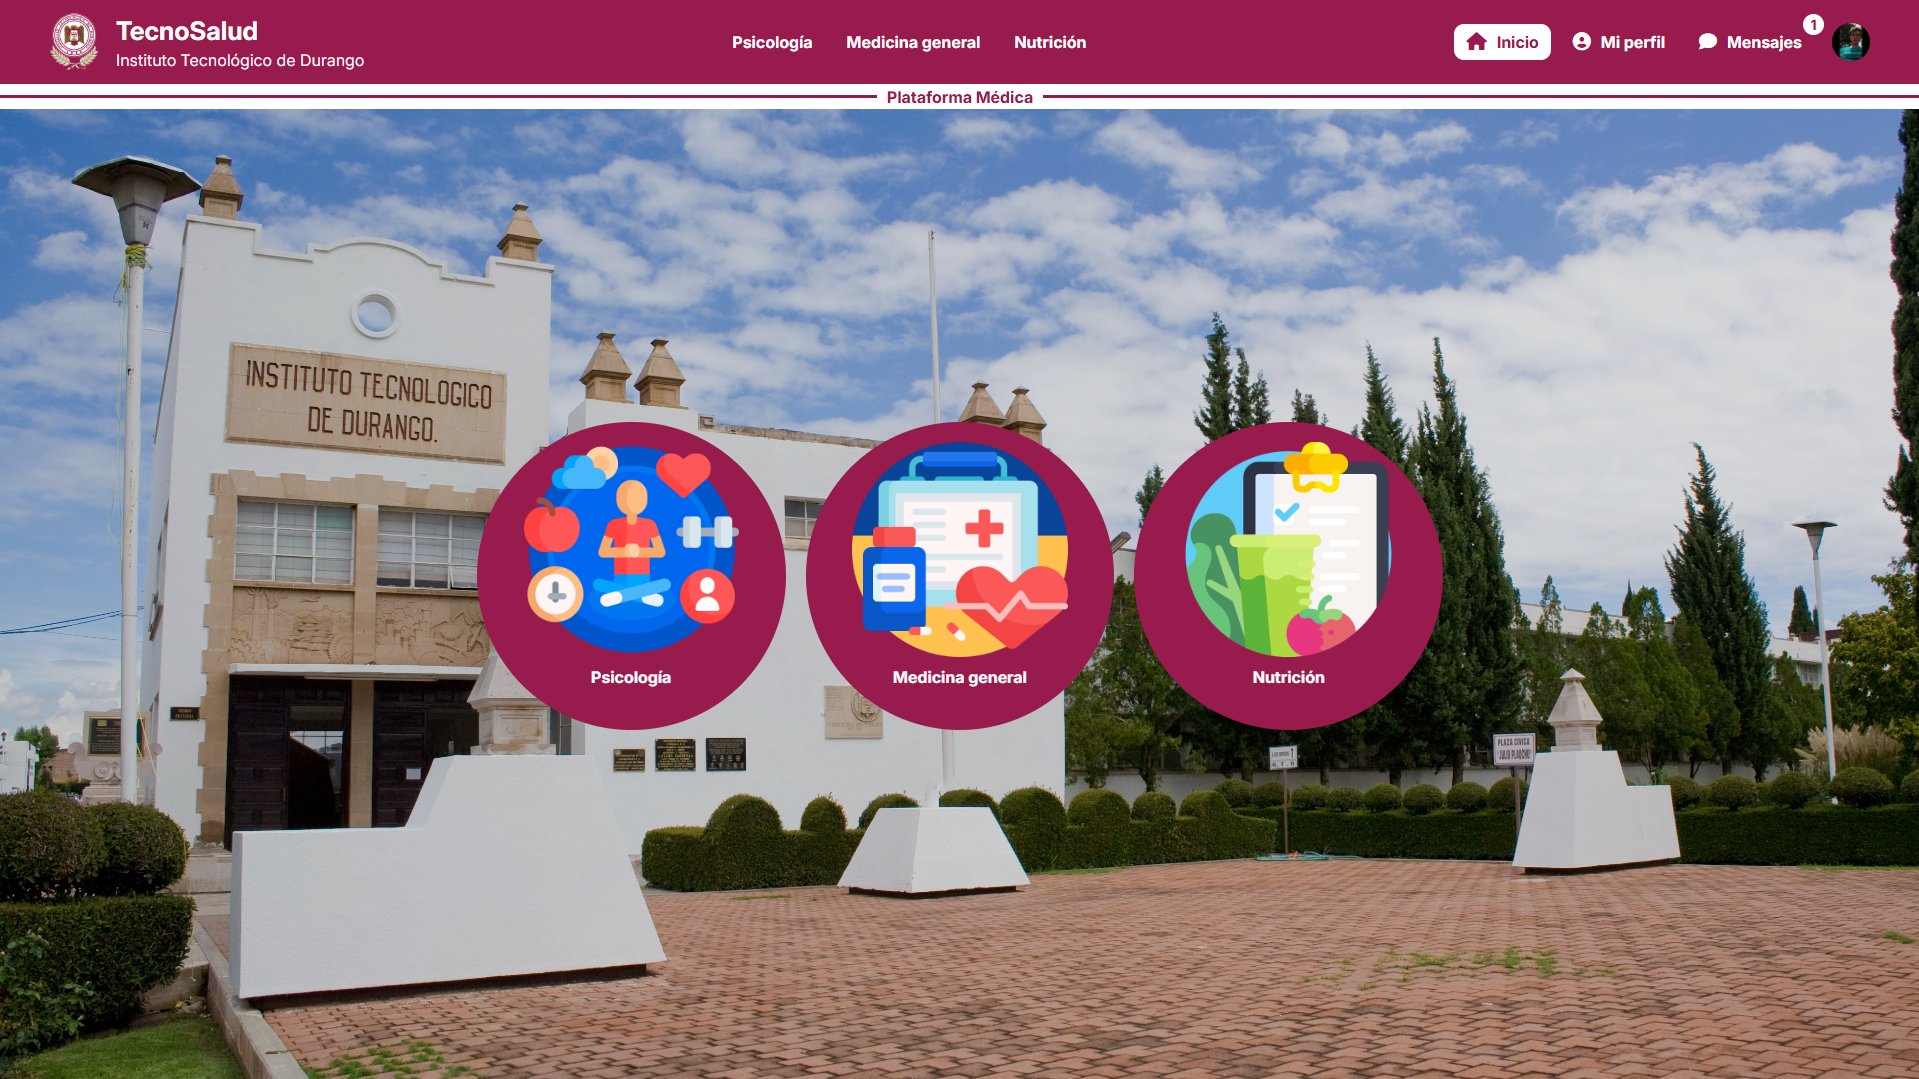 TecnoSalud
Instituto Tecnológico de Durango
Psicología
Medicina general
Nutrición
Inicio
Mi perfil
Mensajes
1
Plataforma Médica
INSTITUTO TECNOLOGICO
DE DURANGO.
Psicología
Medicina general
Nutrición
PLAZA CIVICA